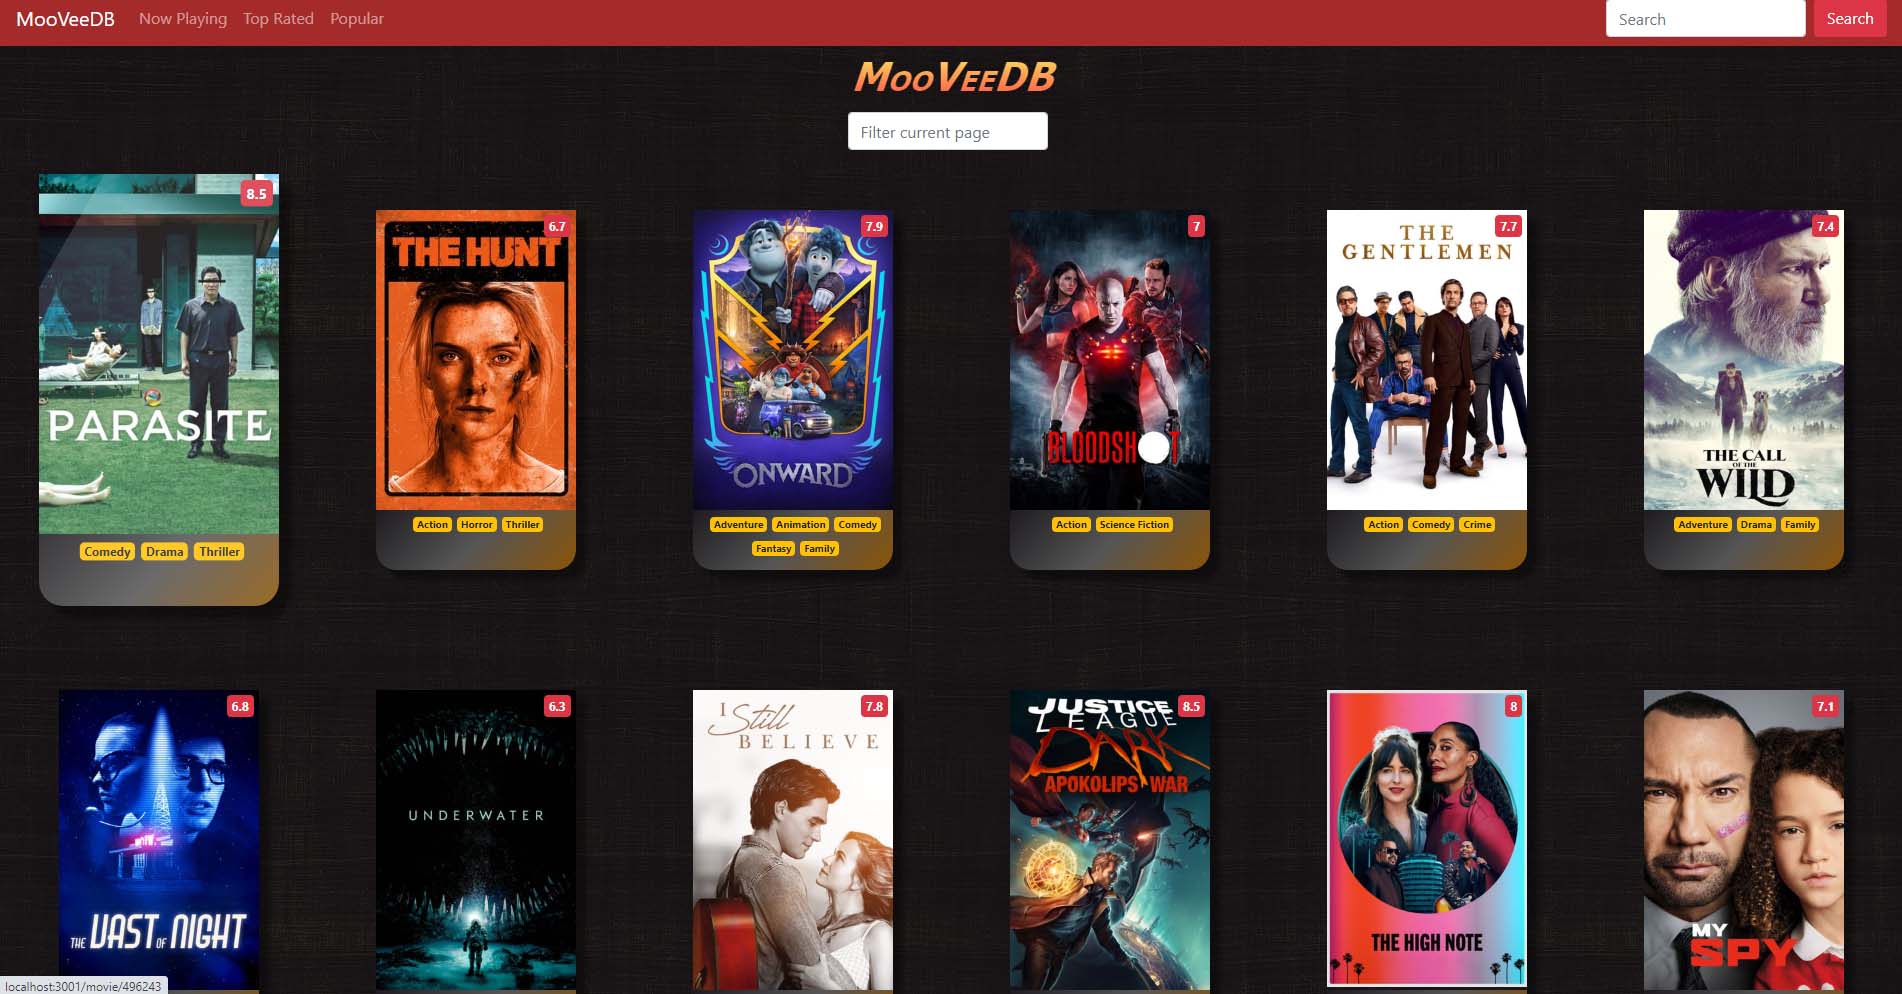 MooVeeDB Now Playing Top Rated Popular Search Search
MooVeeDB
Filter current page
8.5
PARASITE
Comedy Drama Thriller
6.7
THE HUNT
Action Horror Thriller
7.9
ONWARD
Adventure Animation Comedy
Fantasy Family
7
BLOODSHOT
Action Science Fiction
7.7
THE
GENTLEMEN
Action Comedy Crime
7.4
THE CALL
OF THE
WILD
Adventure Drama Family
6.8
THE VAST OF NIGHT
6.3
UNDERWATER
7.8
I Still
BELIEVE
8.5
JUSTICE
LEAGUE
DARK
APOKOLIPS WAR
8
THE HIGH NOTE
7.1
MY
SPY
localhost:3001/movie/496243